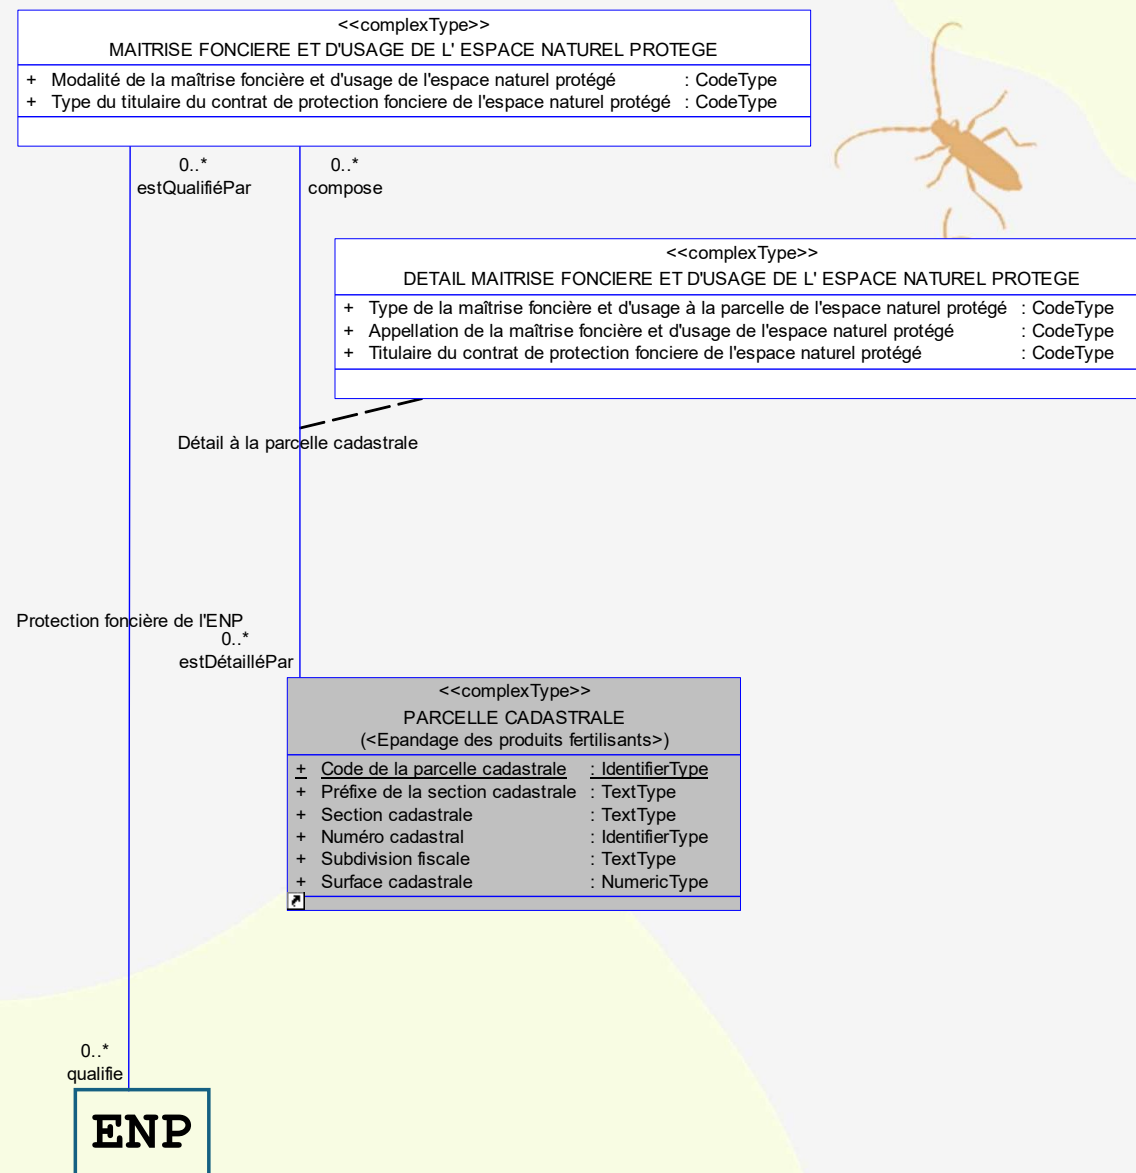 <<complexType>>
MAITRISE FONCIERE ET D'USAGE DE L' ESPACE NATUREL PROTEGE
+ Modalité de la maîtrise foncière et d'usage de l'espace naturel protégé : CodeType
+ Type du titulaire du contrat de protection fonciere de l'espace naturel protégé : CodeType
0..*
estQualifiéPar
0..*
compose
<<complexType>>
DETAIL MAITRISE FONCIERE ET D'USAGE DE L' ESPACE NATUREL PROTEGE
+ Type de la maîtrise foncière et d'usage à la parcelle de l'espace naturel protégé : CodeType
+ Appellation de la maîtrise foncière et d'usage de l'espace naturel protégé : CodeType
+ Titulaire du contrat de protection fonciere de l'espace naturel protégé : CodeType
Détail à la parcelle cadastrale
Protection foncière de l'ENP
0..*
estDétailléPar
<<complexType>>
PARCELLE CADASTRALE
(<Epandage des produits fertilisants>)
+ Code de la parcelle cadastrale : IdentifierType
+ Préfixe de la section cadastrale : TextType
+ Section cadastrale : TextType
+ Numéro cadastral : IdentifierType
+ Subdivision fiscale : TextType
+ Surface cadastrale : NumericType
0..*
qualifie
ENP